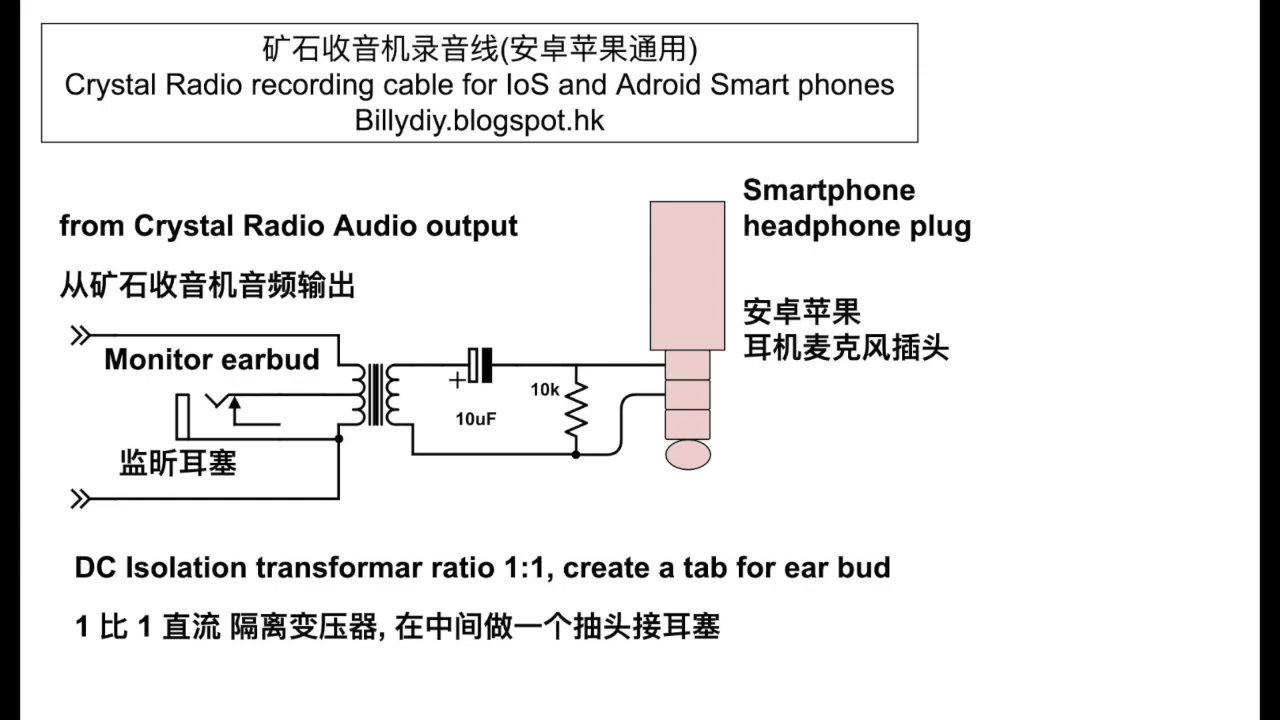 矿石收音机录音线(安卓苹果通用)
Crystal Radio recording cable for IoS and Adroid Smart phones
Billydiy.blogspot.hk
Smartphone
headphone plug
from Crystal Radio Audio output
从矿石收音机音频输出
安卓苹果
耳机麦克风插头
Monitor earbud
10k
+
10uF
监昕耳塞
DC Isolation transformar ratio 1:1, create a tab for ear bud
1 比 1 直流 隔离变压器, 在中间做一个抽头接耳塞